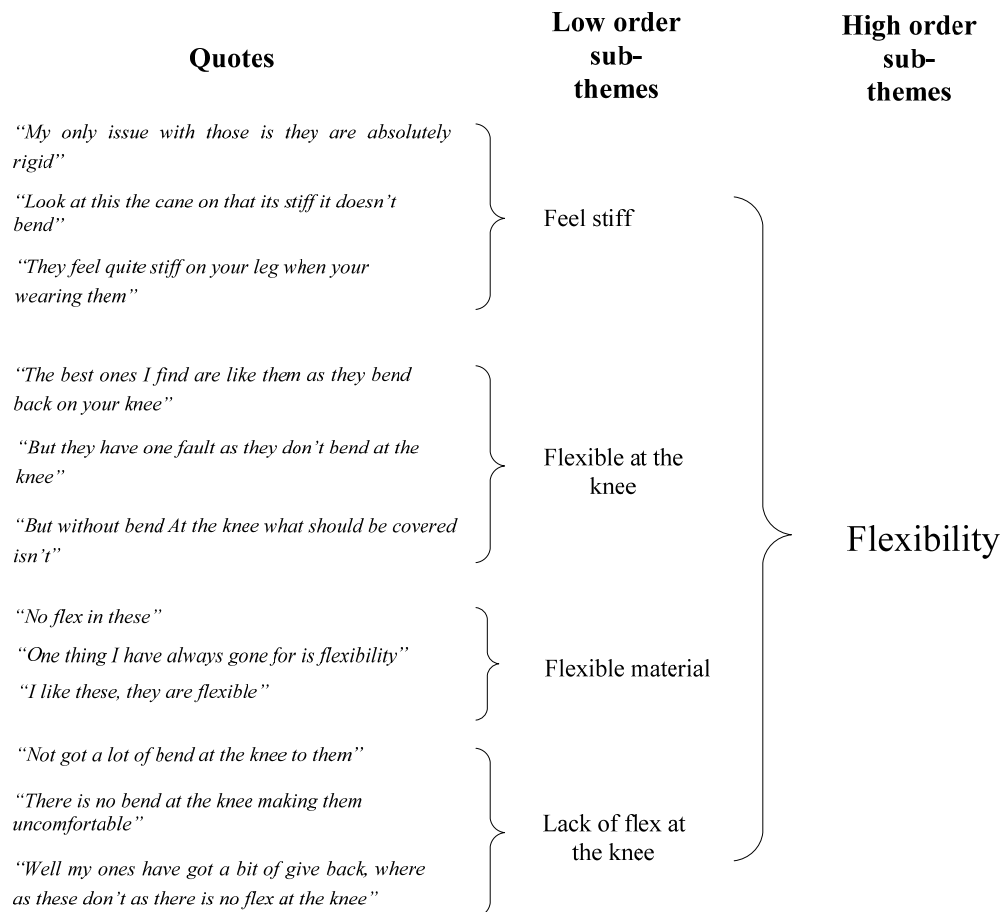 Quotes
Low order
sub-
themes
High order
sub-
themes
“My only issue with those is they are absolutely
rigid”
“Look at this the cane on that its stiff it doesn’t
bend”
“They feel quite stiff on your leg when your
wearing them”
Feel stiff
“The best ones I find are like them as they bend
back on your knee”
“But they have one fault as they don’t bend at the
knee”
“But without bend At the knee what should be covered
isn’t”
Flexible at the
knee
“No flex in these”
“One thing I have always gone for is flexibility”
“I like these, they are flexible”
Flexible material
“Not got a lot of bend at the knee to them”
“There is no bend at the knee making them
uncomfortable”
“Well my ones have got a bit of give back, where
as these don’t as there is no flex at the knee”
Lack of flex at
the knee
Flexibility